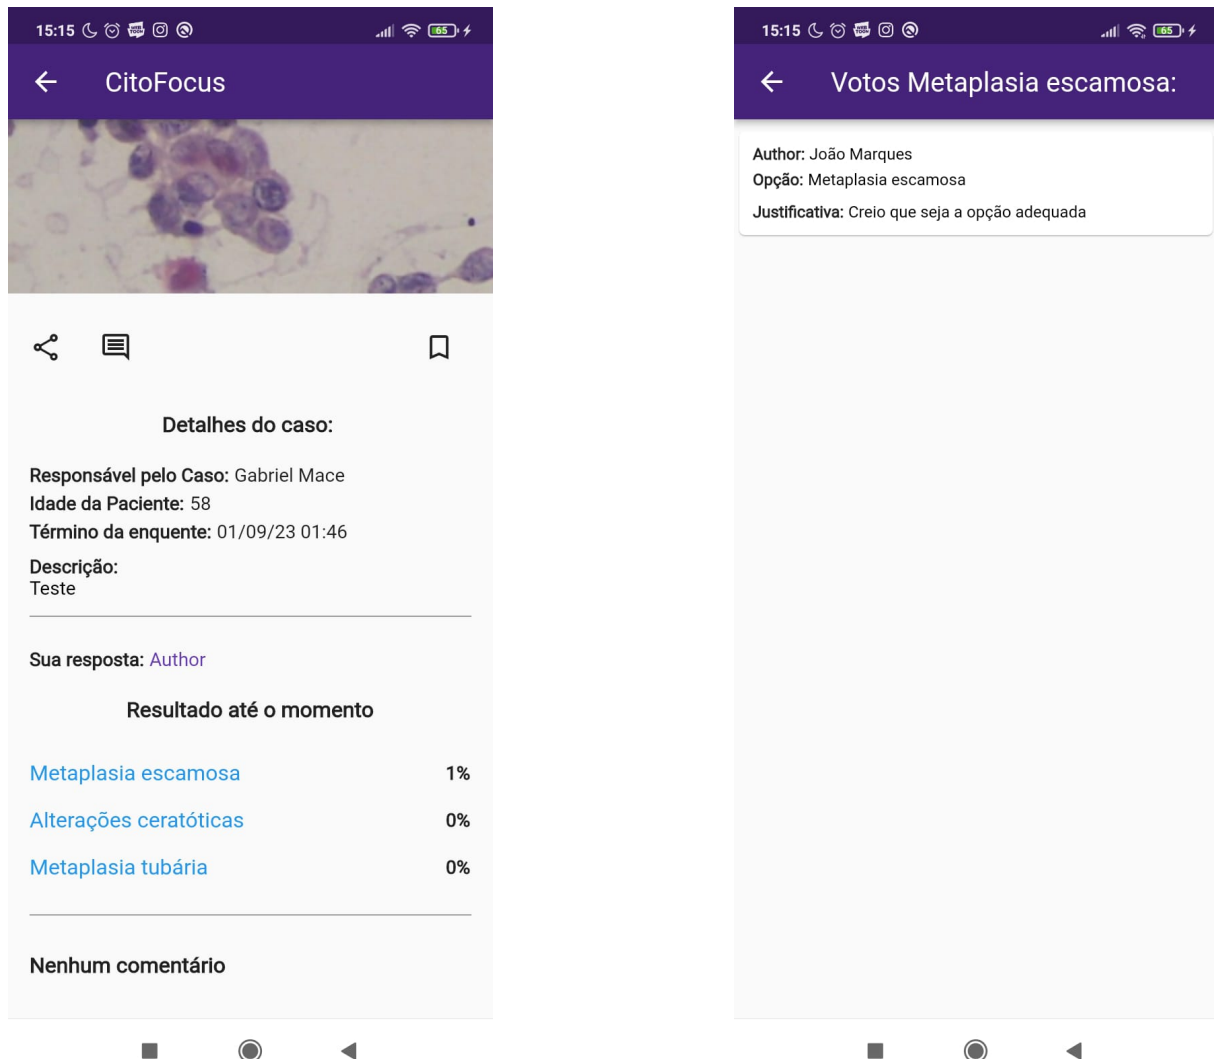 15:15
65
CitoFocus
Detalhes do caso:
Responsável pelo Caso: Gabriel Mace
Idade da Paciente: 58
Término da enquente: 01/09/23 01:46
Descrição:
Teste
Sua resposta: Author
Resultado até o momento
Metaplasia escamosa 1%
Alterações ceratóticas 0%
Metaplasia tubária 0%
Nenhum comentário
15:15
65
Votos Metaplasia escamosa:
Author: João Marques
Opção: Metaplasia escamosa
Justificativa: Creio que seja a opção adequada